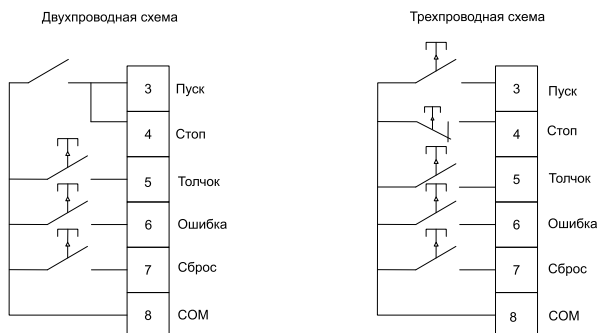 Двухпроводная схема
3 Пуск
4 Стоп
5 Толчок
6 Ошибка
7 Сброс
8 COM
Трехпроводная схема
3 Пуск
4 Стоп
5 Толчок
6 Ошибка
7 Сброс
8 COM